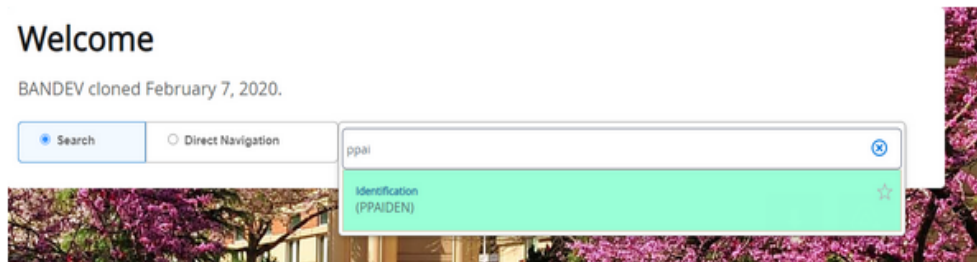 Welcome
BANDEV cloned February 7, 2020.
Search
Direct Navigation
ppai
Identification
(PPAIDEN)